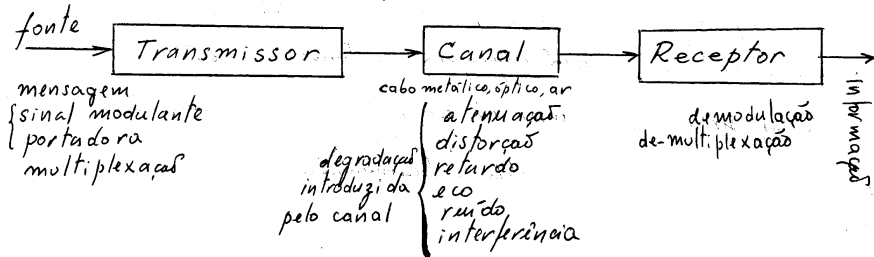 fonte
Transmissor
Canal
Receptor
mensagem
sinal modulante
portadora
multiplexação
cabo metálico, óptico, ar
degradação
introduzida
pelo canal
atenuação
distorção
retardo
eco
ruído
interferência
demodulação
de-multiplexação
informação